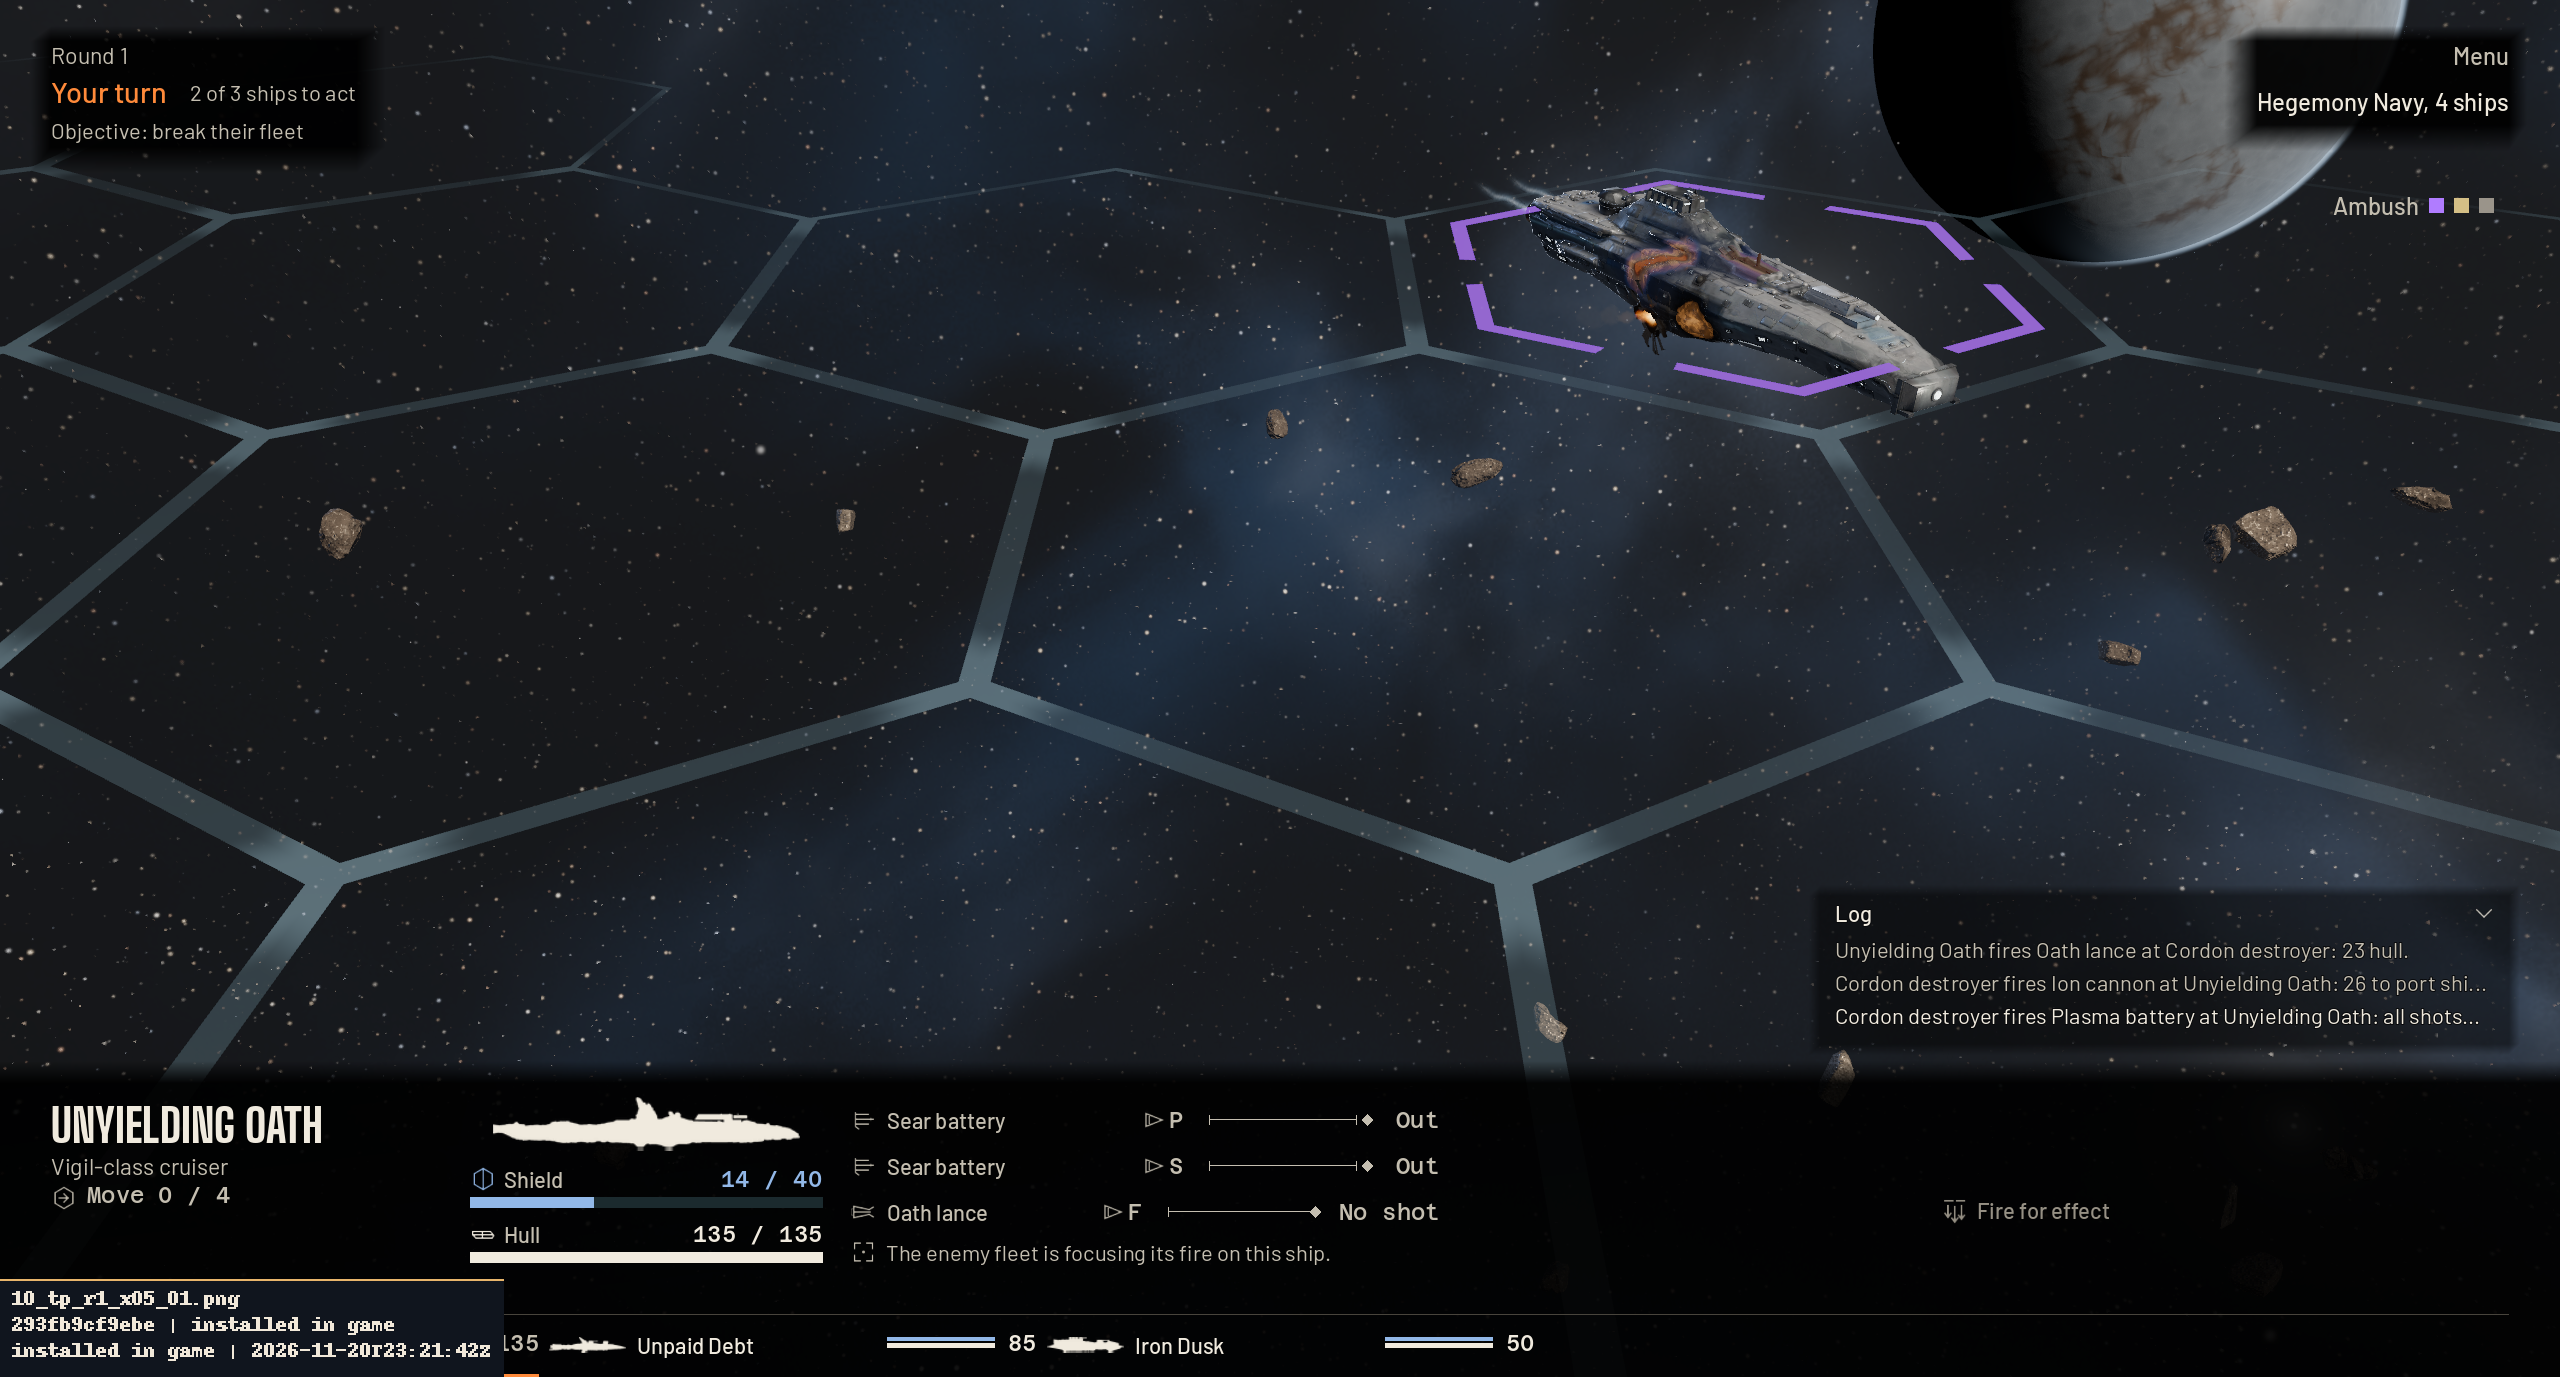 Round 1
Your turn 2 of 3 ships to act
Objective: break their fleet
Menu
Hegemony Navy, 4 ships
Ambush
Log
Unyielding Oath fires Oath lance at Cordon destroyer: 23 hull.
Cordon destroyer fires Ion cannon at Unyielding Oath: 26 to port shi...
Cordon destroyer fires Plasma battery at Unyielding Oath: all shots...
UNYIELDING OATH
Vigil-class cruiser
Move 0 / 4
Shield 14 / 40
Hull 135 / 135
Sear battery P Out
Sear battery S Out
Oath lance F No shot
The enemy fleet is focusing its fire on this ship.
Fire for effect
10_tp_r1_x05_01.png
293fb9cf9ebe | installed in game
installed in game | 2026-11-20T23:21:42Z
135 Unpaid Debt 85 Iron Dusk 50